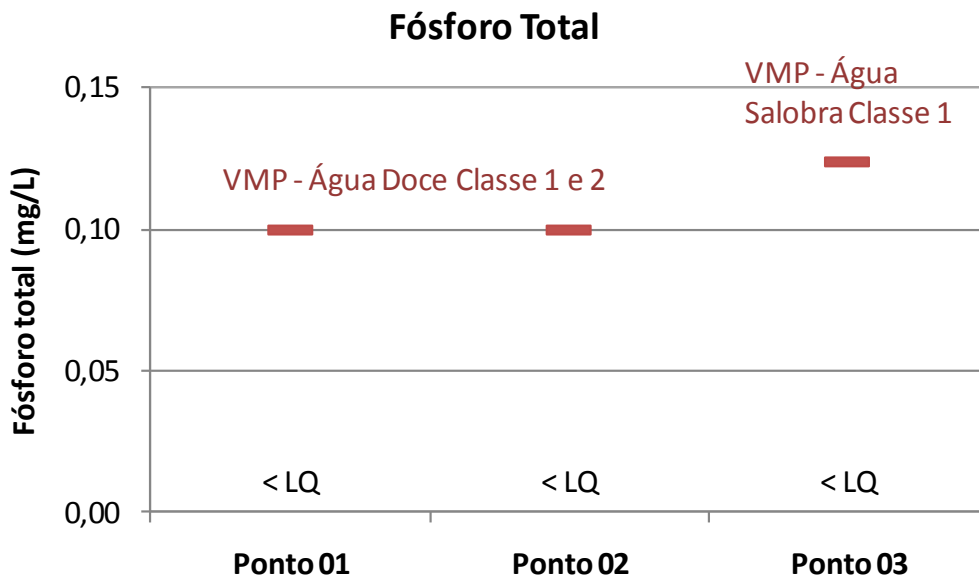 Fósforo Total
Fósforo total (mg/L)
0,15
0,10
0,05
0,00
VMP - Água
Salobra Classe 1
VMP - Água Doce Classe 1 e 2
< LQ
< LQ
< LQ
Ponto 01
Ponto 02
Ponto 03